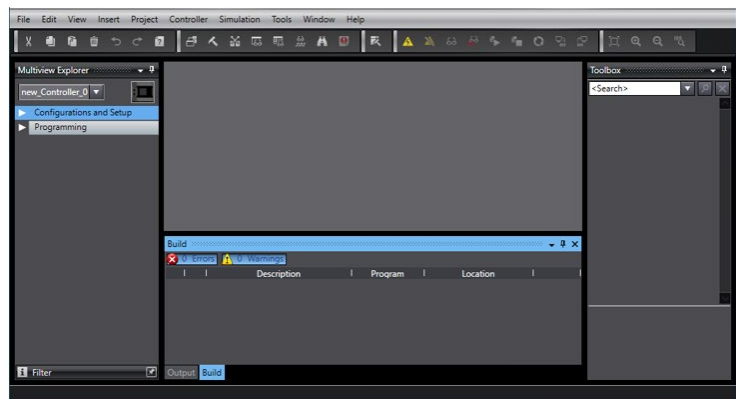 File Edit View Insert Project Controller Simulation Tools Window Help
Multiview Explorer
new_Controller_0
Configurations and Setup
Programming
Filter
Build
0 Errors 0 Warnings
Description Program Location
Output Build
Toolbox
<Search>